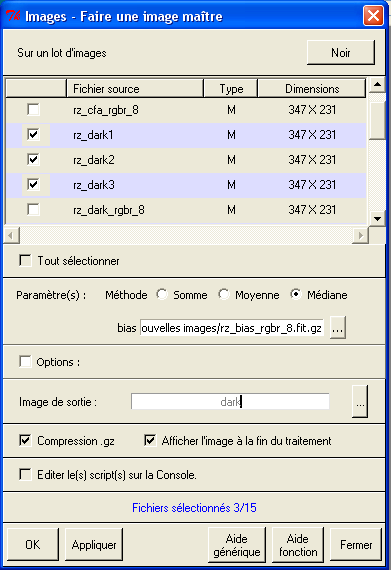 Images - Faire une image maître
Sur un lot d'images
Noir
Fichier source Type Dimensions
rz_cfa_rgbr_8 M 347 X 231
rz_dark1 M 347 X 231
rz_dark2 M 347 X 231
rz_dark3 M 347 X 231
rz_dark_rgbr_8 M 347 X 231
Tout sélectionner
Paramètre(s) : Méthode Somme Moyenne Médiane
bias ouvelles images/rz_bias_rgbr_8.fit.gz ...
Options :
Image de sortie : dark ...
Compression .gz Afficher l'image à la fin du traitement
Editer le(s) script(s) sur la Console.
Fichiers sélectionnés 3/15
OK Appliquer Aide générique Aide fonction Fermer